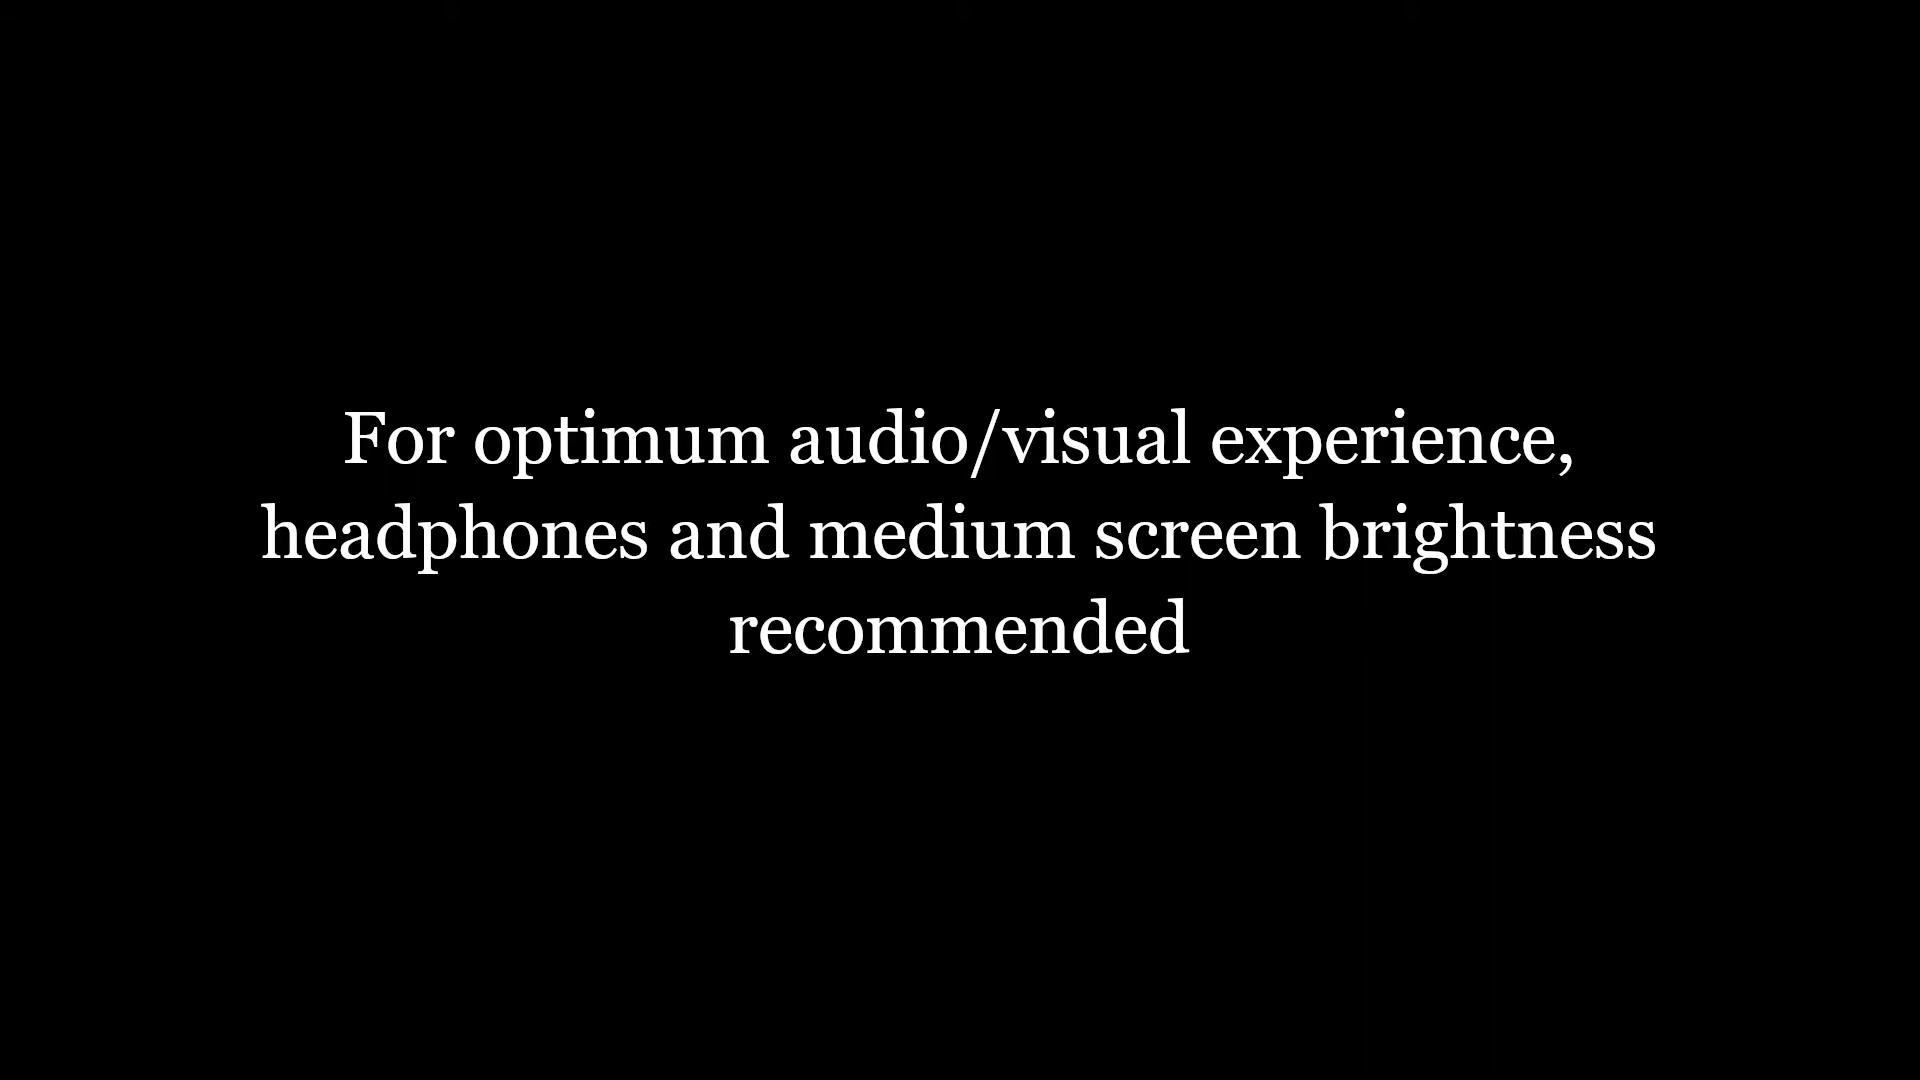 For optimum audio/visual experience,
headphones and medium screen brightness
recommended